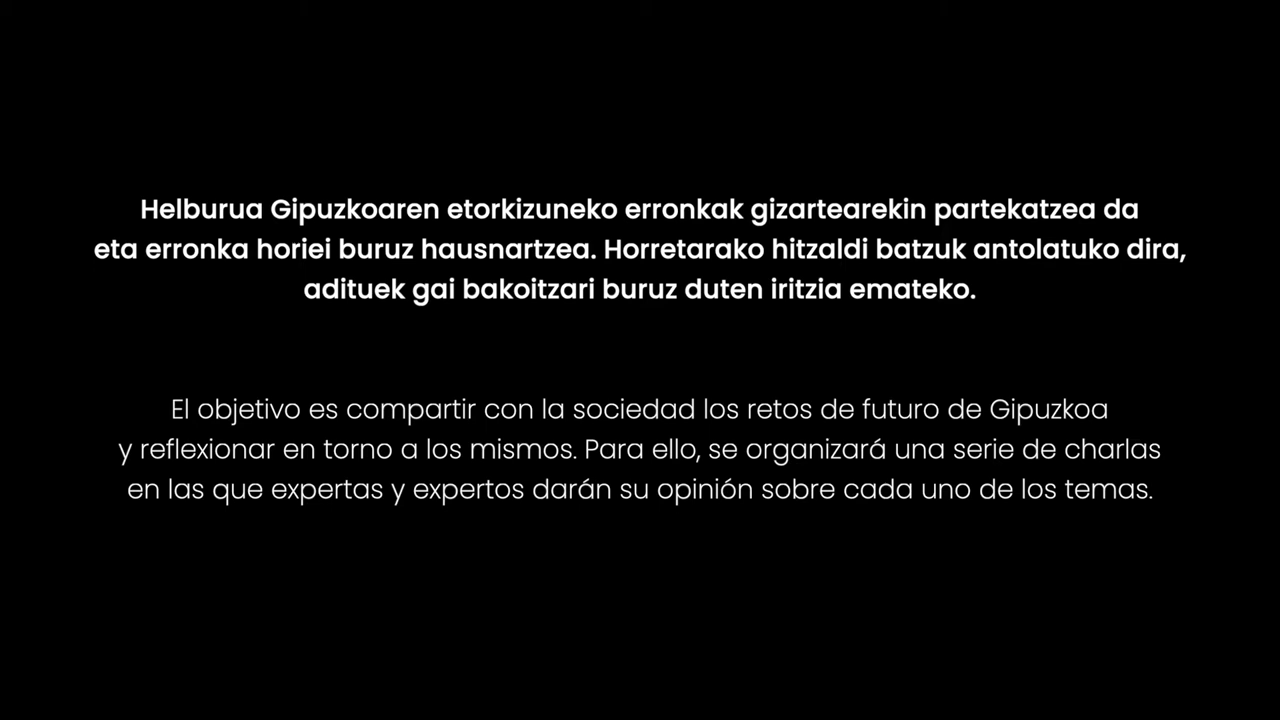 Helburua Gipuzkoaren etorkizuneko erronkak gizartearekin partekatzea da
eta erronka horiei buruz hausnartzea. Horretarako hitzaldi batzuk antolatuko dira,
adituek gai bakoitzari buruz duten iritzia emateko.
El objetivo es compartir con la sociedad los retos de futuro de Gipuzkoa
y reflexionar en torno a los mismos. Para ello, se organizará una serie de charlas
en las que expertas y expertos darán su opinión sobre cada uno de los temas.